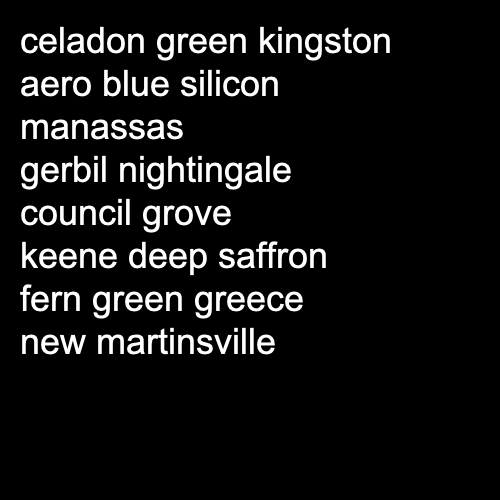 celadon green kingston
aero blue silicon
manassas
gerbil nightingale
council grove
keene deep saffron
fern green greece
new martinsville